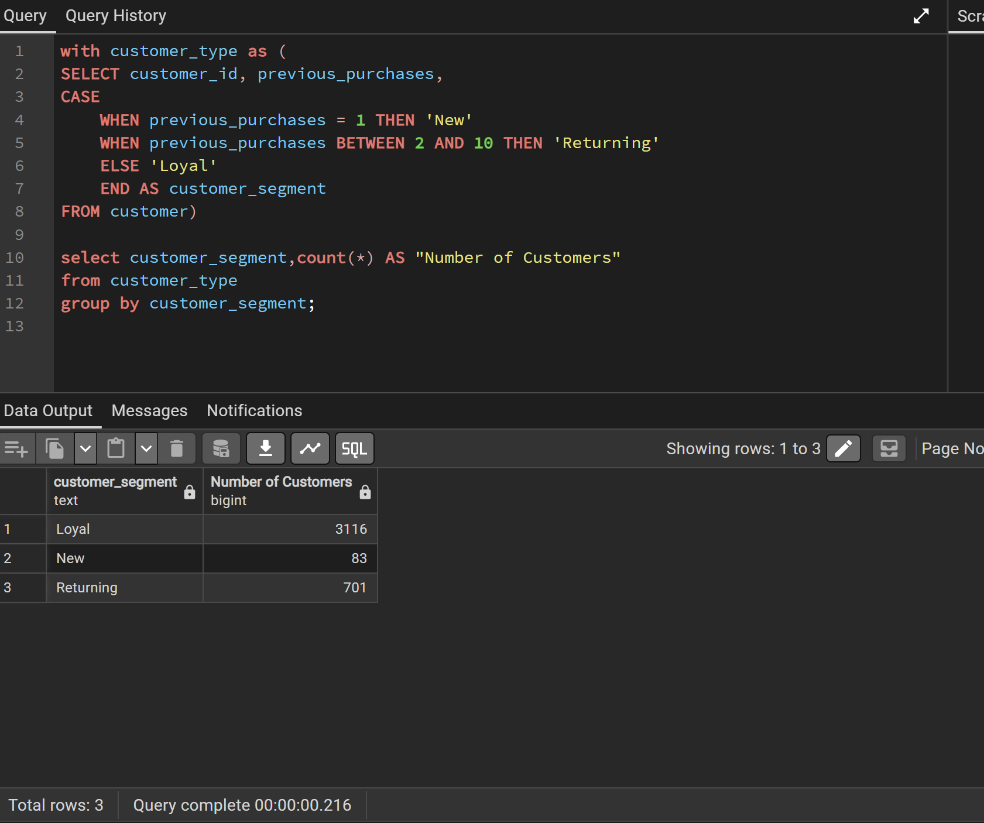 Query Query History
Scra
1 with customer_type as (
2 SELECT customer_id, previous_purchases,
3 CASE
4 WHEN previous_purchases = 1 THEN 'New'
5 WHEN previous_purchases BETWEEN 2 AND 10 THEN 'Returning'
6 ELSE 'Loyal'
7 END AS customer_segment
8 FROM customer)
9
10 select customer_segment,count(*) AS "Number of Customers"
11 from customer_type
12 group by customer_segment;
13
Data Output Messages Notifications
SQL Showing rows: 1 to 3 Page No
customer_segment Number of Customers
text bigint
1 Loyal 3116
2 New 83
3 Returning 701
Total rows: 3 Query complete 00:00:00.216